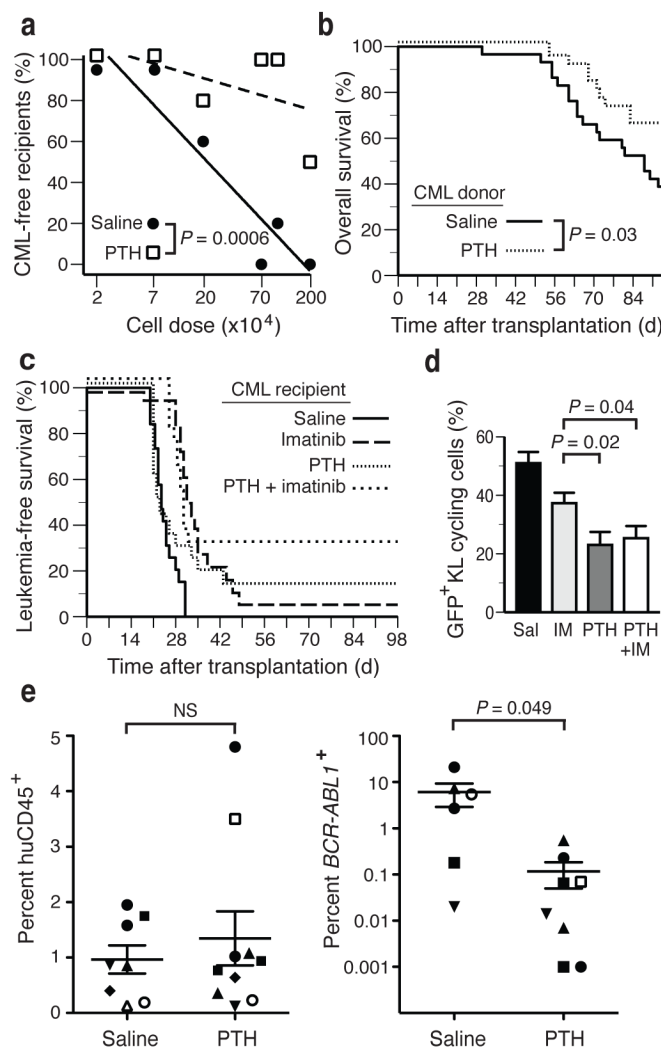 a
CML-free recipients (%)
100
80
60
40
20
0
Saline
PTH
P = 0.0006
2 7 20 70 200
Cell dose (x10⁴)
b
Overall survival (%)
100
80
60
40
20
0
CML donor
Saline
PTH
P = 0.03
0 14 28 42 56 70 84
Time after transplantation (d)
c
Leukemia-free survival (%)
100
80
60
40
20
0
CML recipient
Saline
Imatinib
PTH
PTH + imatinib
0 14 28 42 56 70 84 98
Time after transplantation (d)
d
GFP⁺ KL cycling cells (%)
60
40
20
0
P = 0.04
P = 0.02
Sal IM PTH PTH
+IM
e
Percent huCD45⁺
5
4
3
2
1
0
NS
Saline PTH
Percent BCR-ABL1⁺
100
10
1
0.1
0.01
0.001
P = 0.049
Saline PTH